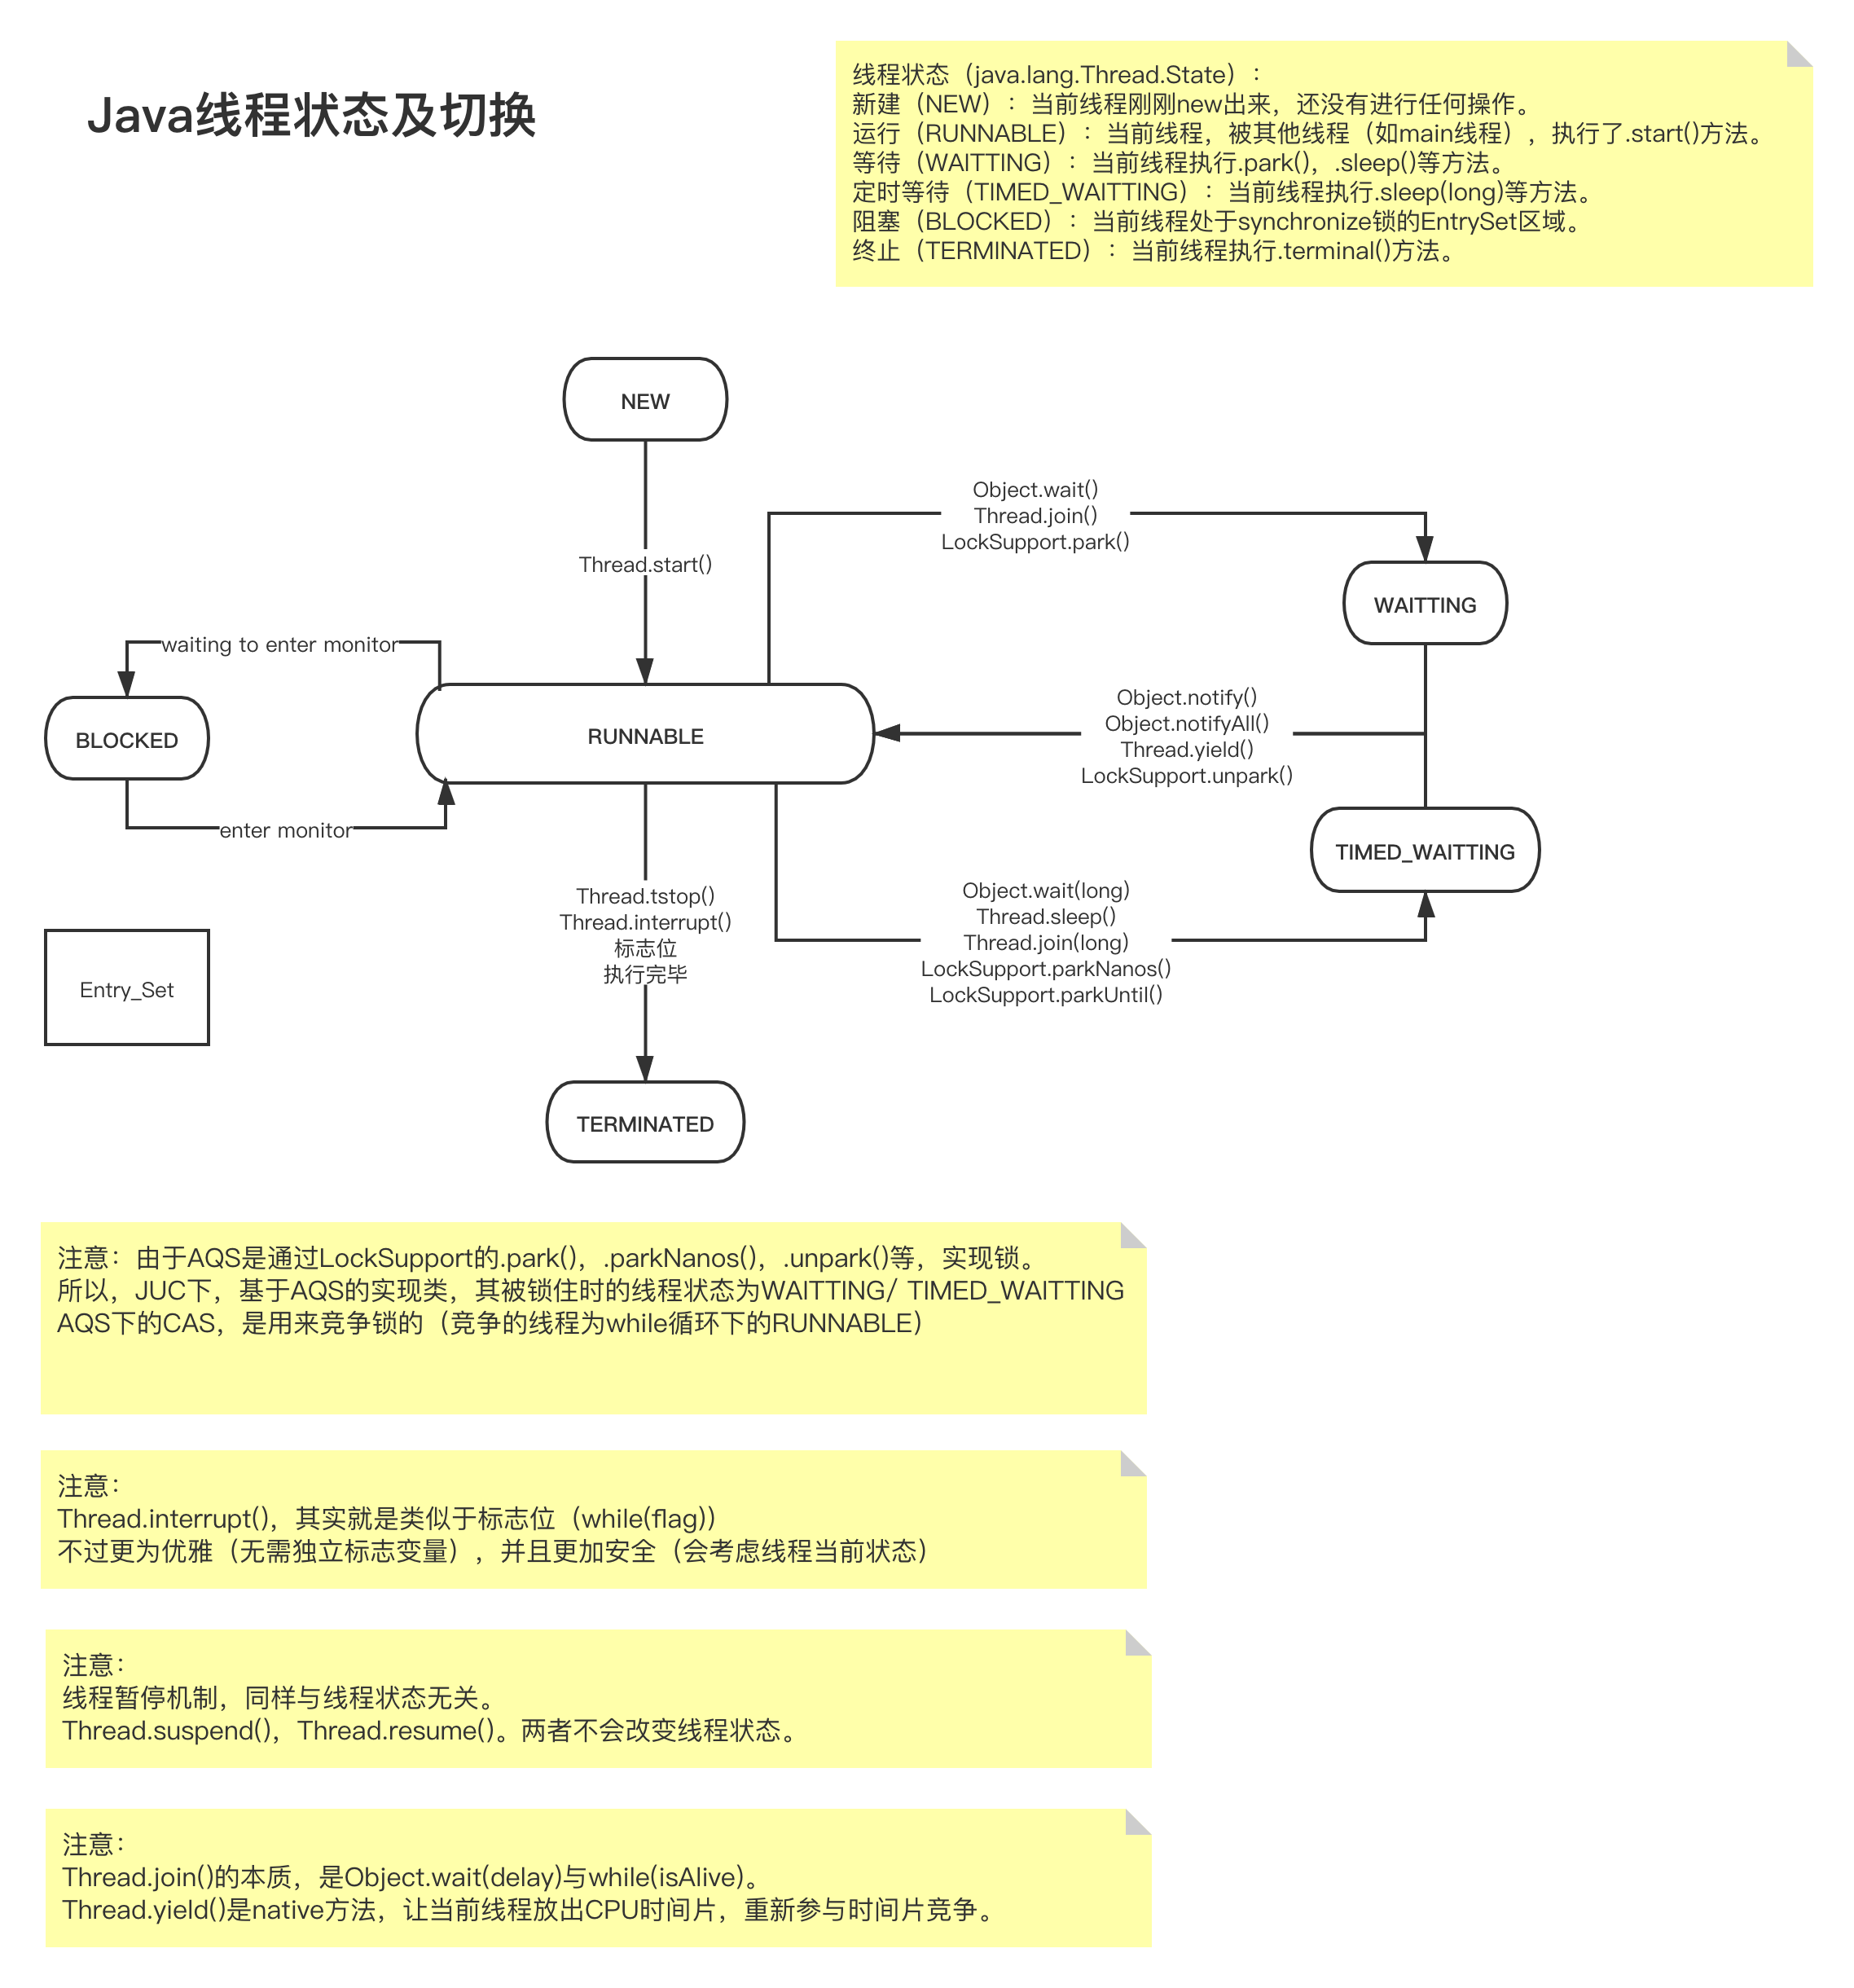 Java线程状态及切换
线程状态（java.lang.Thread.State）：
新建（NEW）：当前线程刚刚new出来，还没有进行任何操作。
运行（RUNNABLE）：当前线程，被其他线程（如main线程），执行了.start()方法。
等待（WAITTING）：当前线程执行.park()，.sleep()等方法。
定时等待（TIMED_WAITTING）：当前线程执行.sleep(long)等方法。
阻塞（BLOCKED）：当前线程处于synchronize锁的EntrySet区域。
终止（TERMINATED）：当前线程执行.terminal()方法。
NEW
Thread.start()
Object.wait()
Thread.join()
LockSupport.park()
WAITTING
waiting to enter monitor
BLOCKED
RUNNABLE
Object.notify()
Object.notifyAll()
Thread.yield()
LockSupport.unpark()
enter monitor
TIMED_WAITTING
Thread.tstop()
Thread.interrupt()
标志位
执行完毕
Object.wait(long)
Thread.sleep()
Thread.join(long)
LockSupport.parkNanos()
LockSupport.parkUntil()
Entry_Set
TERMINATED
注意：由于AQS是通过LockSupport的.park()，.parkNanos()，.unpark()等，实现锁。
所以，JUC下，基于AQS的实现类，其被锁住时的线程状态为WAITTING/ TIMED_WAITTING
AQS下的CAS，是用来竞争锁的（竞争的线程为while循环下的RUNNABLE）
注意：
Thread.interrupt()，其实就是类似于标志位（while(flag)）
不过更为优雅（无需独立标志变量），并且更加安全（会考虑线程当前状态）
注意：
线程暂停机制，同样与线程状态无关。
Thread.suspend()，Thread.resume()。两者不会改变线程状态。
注意：
Thread.join()的本质，是Object.wait(delay)与while(isAlive)。
Thread.yield()是native方法，让当前线程放出CPU时间片，重新参与时间片竞争。